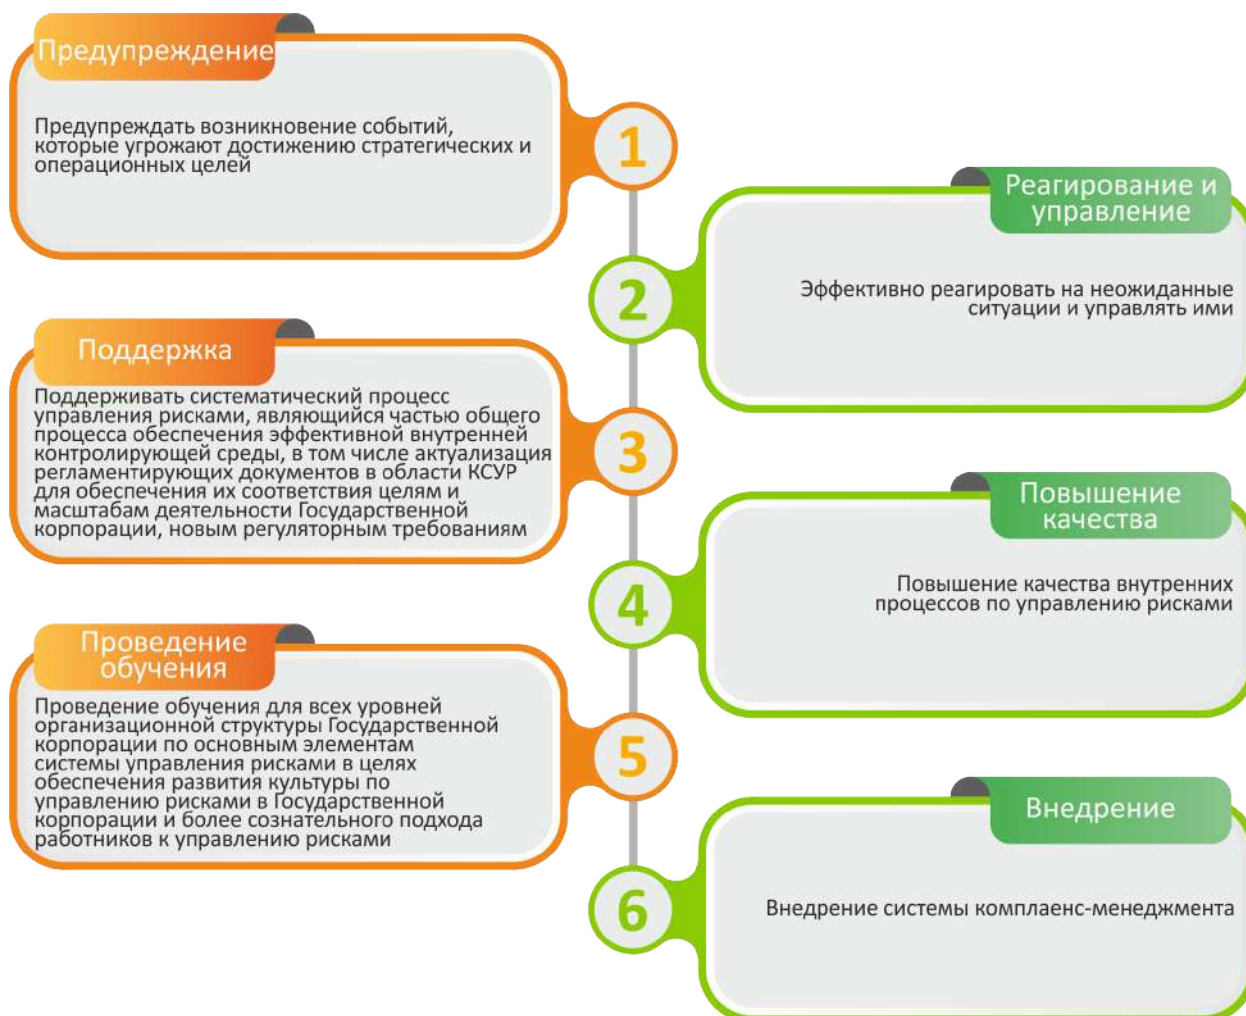 Предупреждение
Предупреждать возникновение событий,
которые угрожают достижению стратегических и
операционных целей
1
Реагирование и
управление
Эффективно реагировать на неожиданные
ситуации и управлять ими
2
Поддержка
Поддерживать систематический процесс
управления рисками, являющийся частью общего
процесса обеспечения эффективной внутренней
контролирующей среды, в том числе актуализация
регламентирующих документов в области КСУР
для обеспечения их соответствия целям и
масштабам деятельности Государственной
корпорации, новым регуляторным требованиям
3
Повышение
качества
Повышение качества внутренних
процессов по управлению рисками
4
Проведение
обучения
Проведение обучения для всех уровней
организационной структуры Государственной
корпорации по основным элементам
системы управления рисками в целях
обеспечения развития культуры по
управлению рисками в Государственной
корпорации и более сознательного подхода
работников к управлению рисками
5
Внедрение
Внедрение системы комплаенс-менеджмента
6